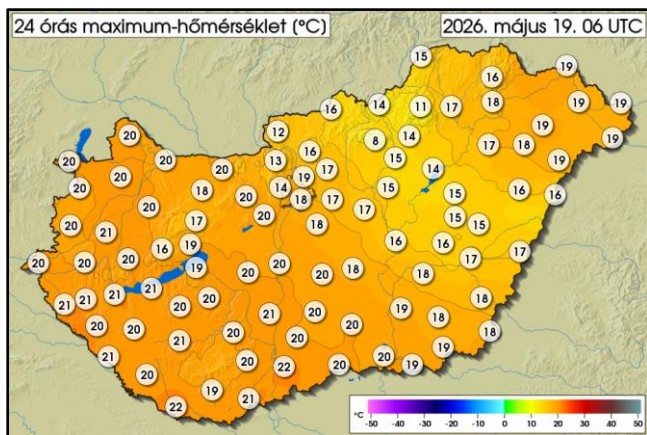 24 órás maximum-hőmérséklet (°C)
2026. május 19. 06 UTC
15
16 19
16 14 11 17 18 19 19
12 8 14 19
20 13 16 15 17 18 19
20 20 20 17 14 19
20 20 18 20 14 19 15 16 16
20 17 18 17 17 15
20 21 17 20 18 15 15
16 19 16 16 17
20 20 20 19 20 20 20 18 18 17
21 21 21 21 20 20 18
20 20 21 20 20 19 18
21 20 20 20 18
21 20 20 22 20 20 19 19
22 19 21
°C -50 -40 -30 -20 -10 0 10 20 30 40 50